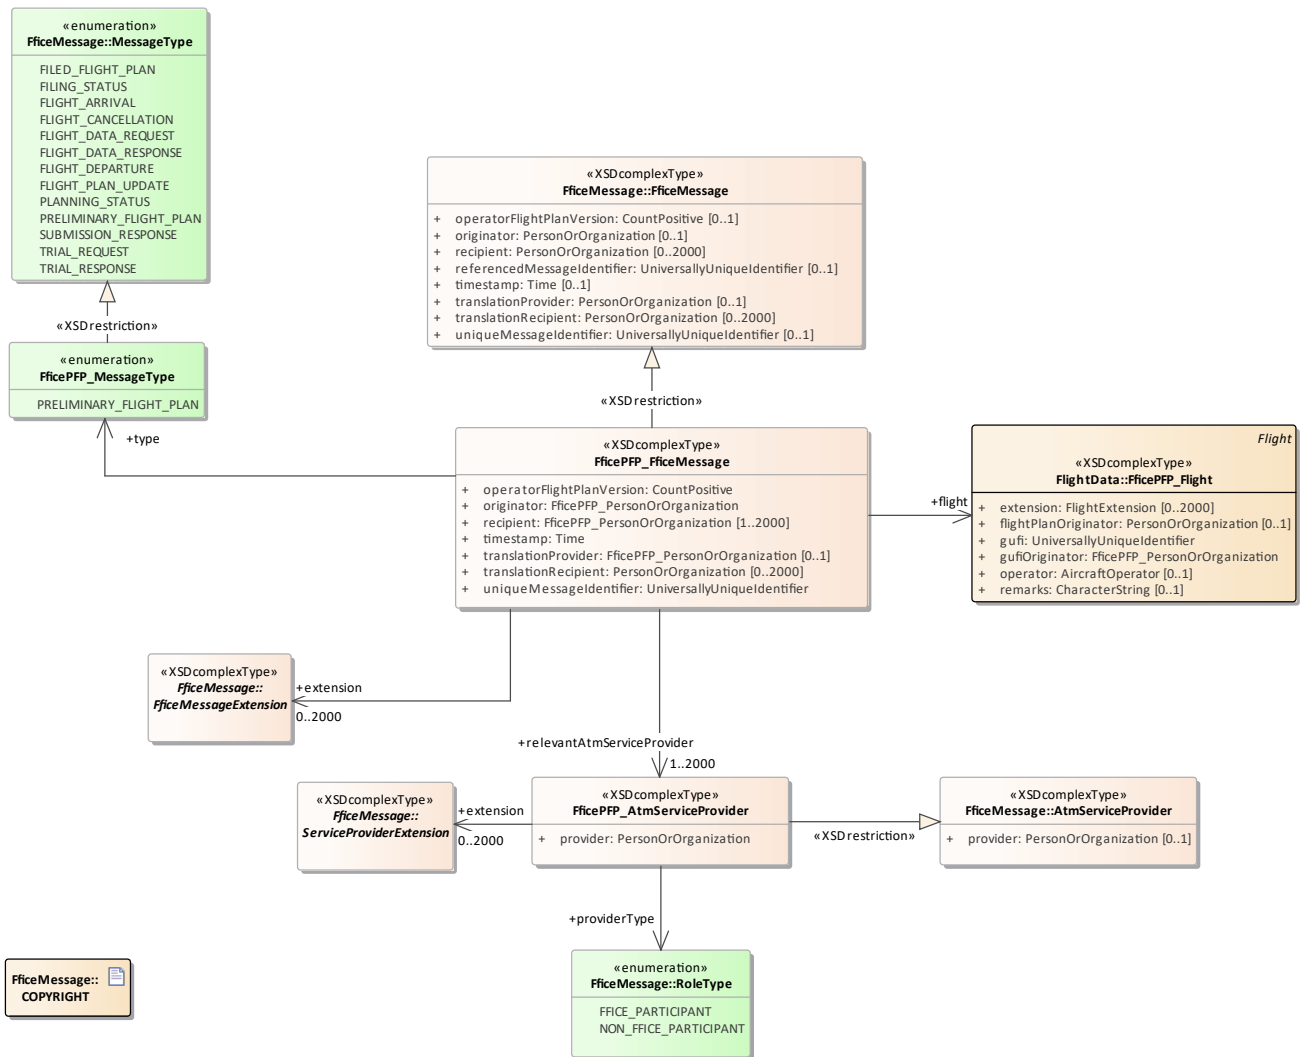 «enumeration»
FficeMessage::MessageType
FILED_FLIGHT_PLAN
FILING_STATUS
FLIGHT_ARRIVAL
FLIGHT_CANCELLATION
FLIGHT_DATA_REQUEST
FLIGHT_DATA_RESPONSE
FLIGHT_DEPARTURE
FLIGHT_PLAN_UPDATE
PLANNING_STATUS
PRELIMINARY_FLIGHT_PLAN
SUBMISSION_RESPONSE
TRIAL_REQUEST
TRIAL_RESPONSE
«XSDrestriction»
«enumeration»
FficePFP_MessageType
PRELIMINARY_FLIGHT_PLAN
+type
«XSDcomplexType»
FficeMessage::FficeMessage
+ operatorFlightPlanVersion: CountPositive [0..1]
+ originator: PersonOrOrganization [0..1]
+ recipient: PersonOrOrganization [0..2000]
+ referencedMessageIdentifier: UniversallyUniqueIdentifier [0..1]
+ timestamp: Time [0..1]
+ translationProvider: PersonOrOrganization [0..1]
+ translationRecipient: PersonOrOrganization [0..2000]
+ uniqueMessageIdentifier: UniversallyUniqueIdentifier [0..1]
«XSDrestriction»
«XSDcomplexType»
FficePFP_FficeMessage
+ operatorFlightPlanVersion: CountPositive
+ originator: FficePFP_PersonOrOrganization
+ recipient: FficePFP_PersonOrOrganization [1..2000]
+ timestamp: Time
+ translationProvider: FficePFP_PersonOrOrganization [0..1]
+ translationRecipient: PersonOrOrganization [0..2000]
+ uniqueMessageIdentifier: UniversallyUniqueIdentifier
+flight
Flight
«XSDcomplexType»
FlightData::FficePFP_Flight
+ extension: FlightExtension [0..2000]
+ flightPlanOriginator: PersonOrOrganization [0..1]
+ gufi: UniversallyUniqueIdentifier
+ gufiOriginator: FficePFP_PersonOrOrganization
+ operator: AircraftOperator [0..1]
+ remarks: CharacterString [0..1]
«XSDcomplexType»
FficeMessage::
FficeMessageExtension
+extension
0..2000
+relevantAtmServiceProvider
1..2000
«XSDcomplexType»
FficeMessage::
ServiceProviderExtension
+extension
0..2000
«XSDcomplexType»
FficePFP_AtmServiceProvider
+ provider: PersonOrOrganization
«XSDrestriction»
«XSDcomplexType»
FficeMessage::AtmServiceProvider
+ provider: PersonOrOrganization [0..1]
+providerType
«enumeration»
FficeMessage::RoleType
FFICE_PARTICIPANT
NON_FFICE_PARTICIPANT
FficeMessage::
COPYRIGHT